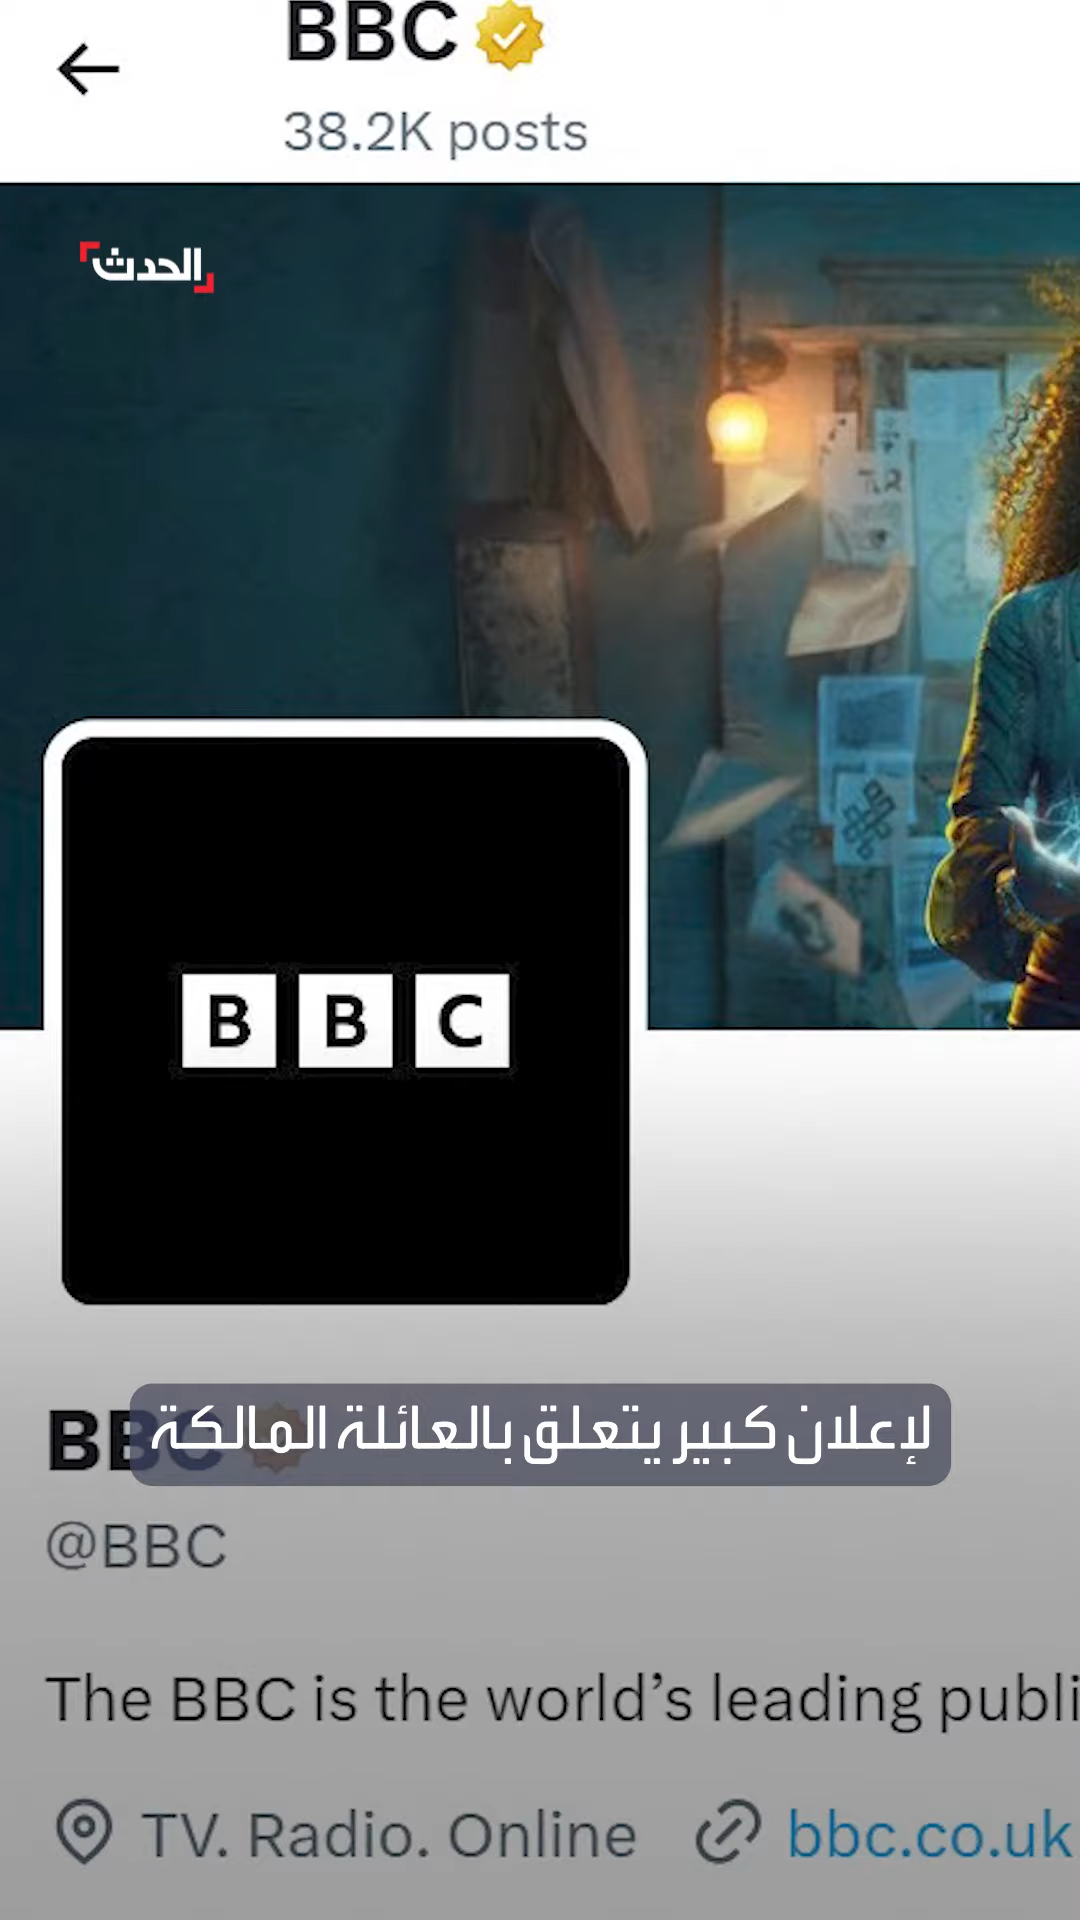 BBC
38.2K posts
الحدث
BBC
BBC
لإعلان كبير يتعلق بالعائلة المالكة
@BBC
The BBC is the world's leading publi
TV. Radio. Online bbc.co.uk